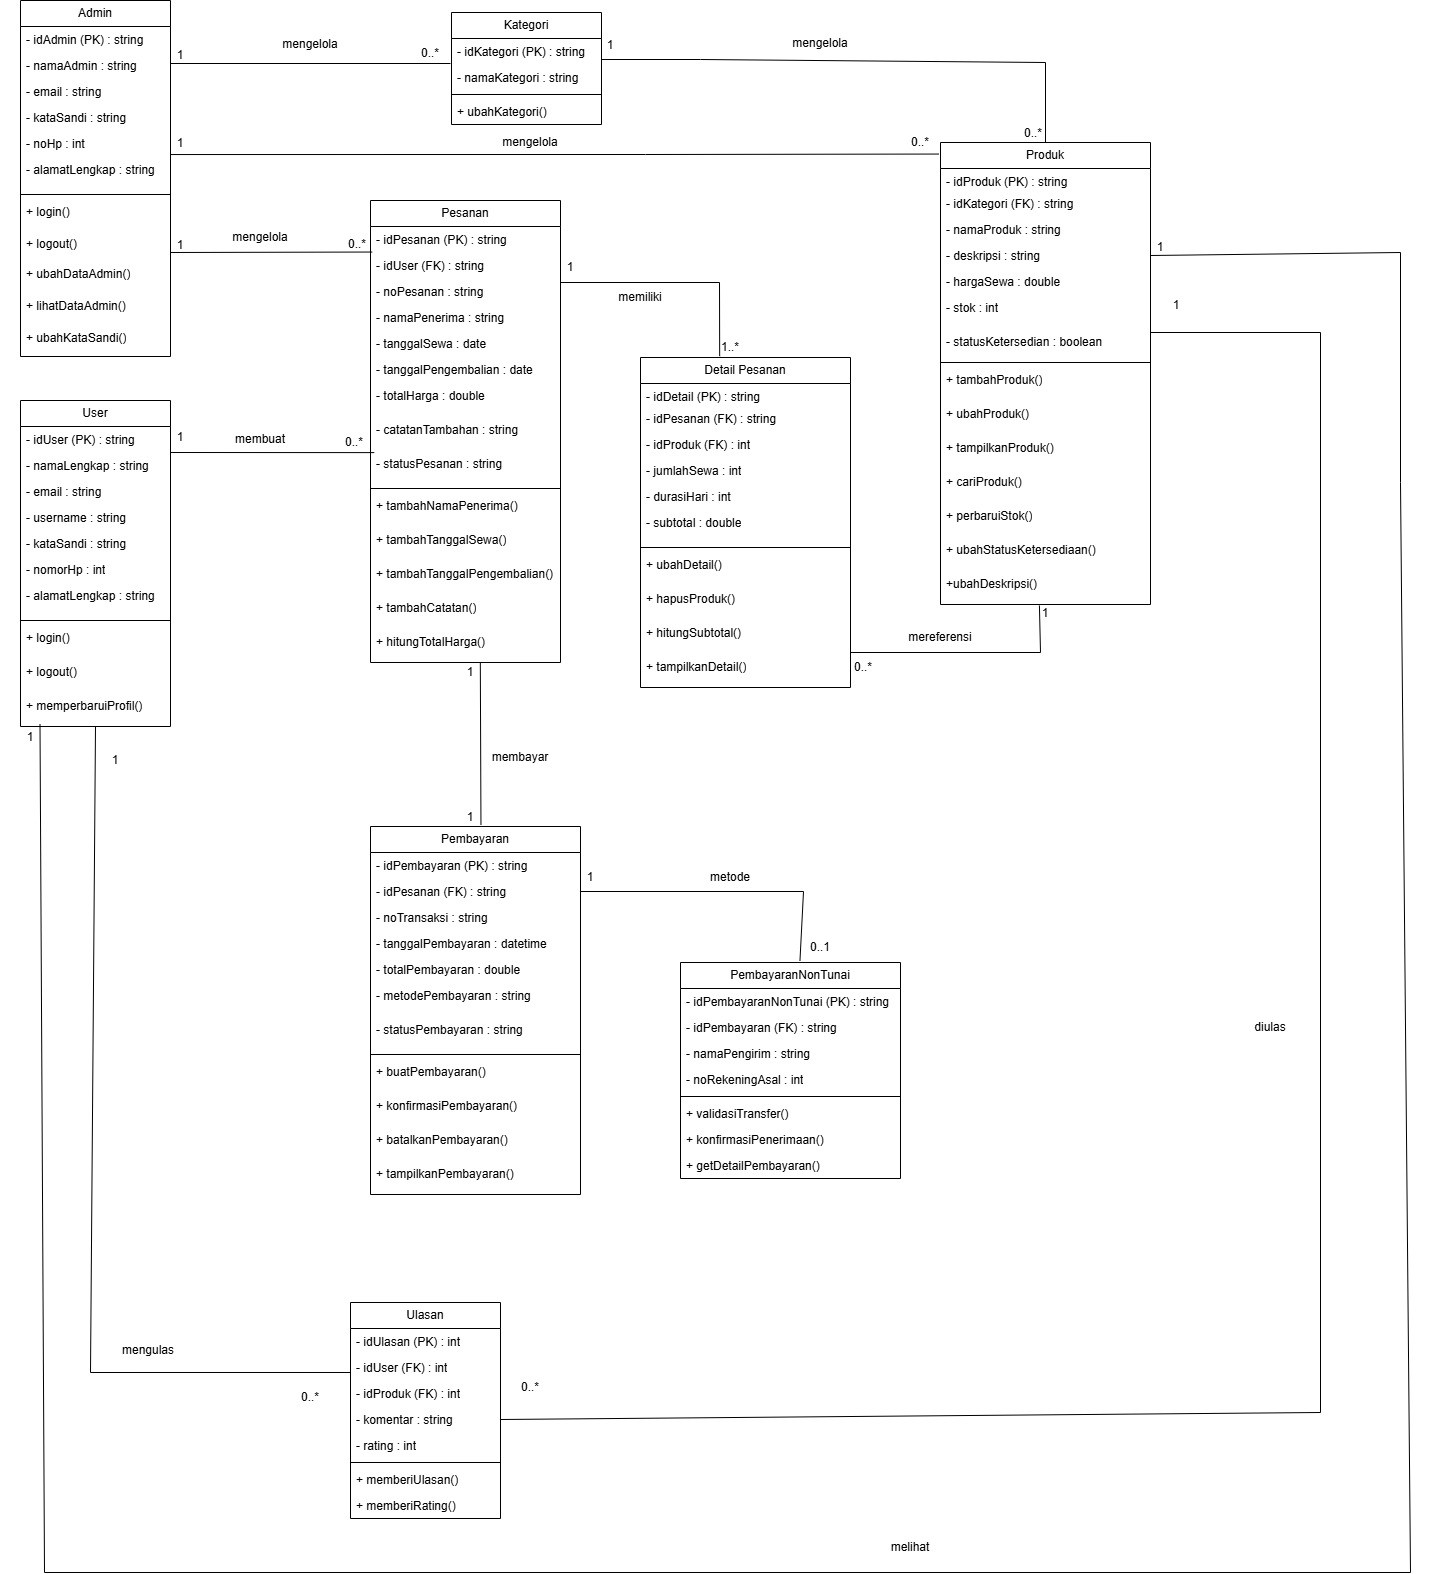 Admin
- idAdmin (PK) : string
- namaAdmin : string
- email : string
- kataSandi : string
- noHp : int
- alamatLengkap : string
+ login()
+ logout()
+ ubahDataAdmin()
+ lihatDataAdmin()
+ ubahKataSandi()
1
mengelola
0..*
Kategori
- idKategori (PK) : string
- namaKategori : string
+ ubahKategori()
1
mengelola
0..*
1
mengelola
0..*
Produk
- idProduk (PK) : string
- idKategori (FK) : string
- namaProduk : string
- deskripsi : string
- hargaSewa : double
- stok : int
- statusKetersedian : boolean
+ tambahProduk()
+ ubahProduk()
+ tampilkanProduk()
+ cariProduk()
+ perbaruiStok()
+ ubahStatusKetersediaan()
+ubahDeskripsi()
1
1
1
1
mengelola
0..*
Pesanan
- idPesanan (PK) : string
- idUser (FK) : string
- noPesanan : string
- namaPenerima : string
- tanggalSewa : date
- tanggalPengembalian : date
- totalHarga : double
- catatanTambahan : string
- statusPesanan : string
+ tambahNamaPenerima()
+ tambahTanggalSewa()
+ tambahTanggalPengembalian()
+ tambahCatatan()
+ hitungTotalHarga()
1
memiliki
1..*
Detail Pesanan
- idDetail (PK) : string
- idPesanan (FK) : string
- idProduk (FK) : int
- jumlahSewa : int
- durasiHari : int
- subtotal : double
+ ubahDetail()
+ hapusProduk()
+ hitungSubtotal()
+ tampilkanDetail()
mereferensi
0..*
User
- idUser (PK) : string
- namaLengkap : string
- email : string
- username : string
- kataSandi : string
- nomorHp : int
- alamatLengkap : string
+ login()
+ logout()
+ memperbaruiProfil()
1
membuat
0..*
1
1
1
membayar
1
Pembayaran
- idPembayaran (PK) : string
- idPesanan (FK) : string
- noTransaksi : string
- tanggalPembayaran : datetime
- totalPembayaran : double
- metodePembayaran : string
- statusPembayaran : string
+ buatPembayaran()
+ konfirmasiPembayaran()
+ batalkanPembayaran()
+ tampilkanPembayaran()
1
metode
0..1
PembayaranNonTunai
- idPembayaranNonTunai (PK) : string
- idPembayaran (FK) : string
- namaPengirim : string
- noRekeningAsal : int
+ validasiTransfer()
+ konfirmasiPenerimaan()
+ getDetailPembayaran()
diulas
mengulas
0..*
Ulasan
- idUlasan (PK) : int
- idUser (FK) : int
- idProduk (FK) : int
- komentar : string
- rating : int
+ memberiUlasan()
+ memberiRating()
0..*
melihat